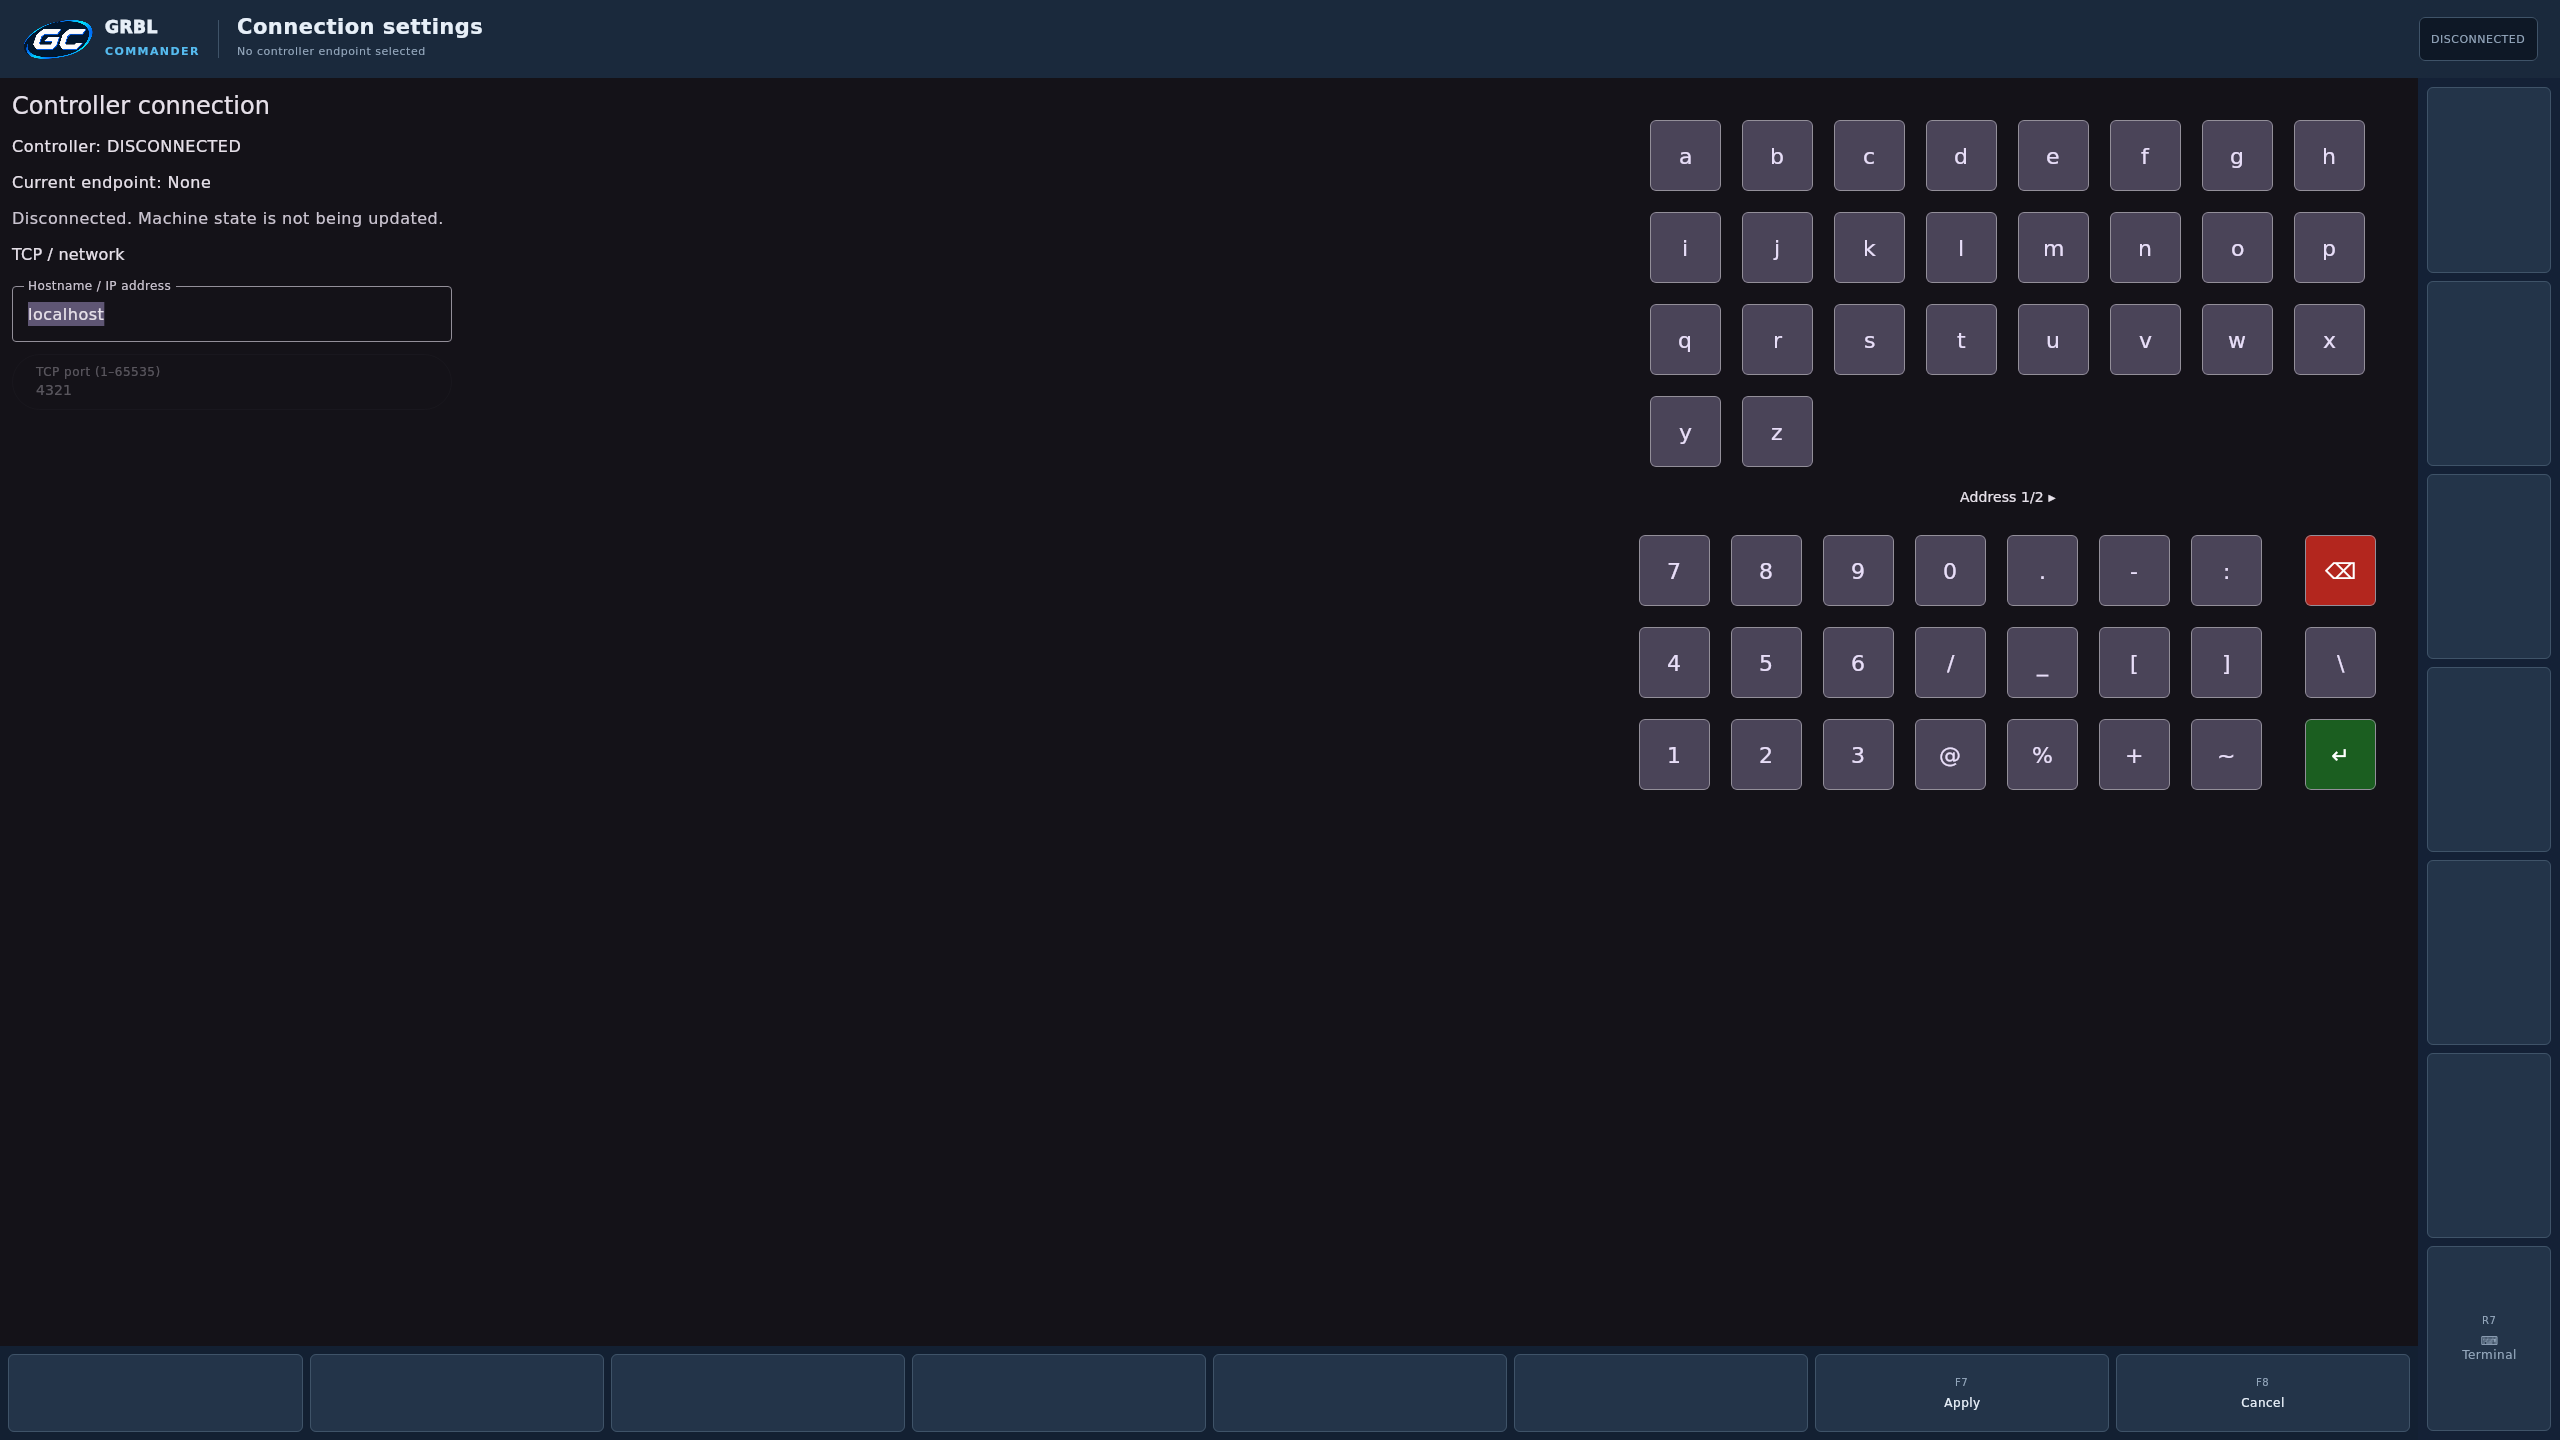 GC
GRBL
COMMANDER
Connection settings
No controller endpoint selected
DISCONNECTED
Controller connection
Controller: DISCONNECTED
Current endpoint: None
Disconnected. Machine state is not being updated.
TCP / network
Hostname / IP address
localhost
TCP port (1–65535)
4321
a b c d e f g h
i j k l m n o p
q r s t u v w x
y z
Address 1/2 ▸
7 8 9 0 . - : ⌫
4 5 6 / _ [ ] \
1 2 3 @ % + ~ ↵
R7
⌨
Terminal
F7
Apply
F8
Cancel